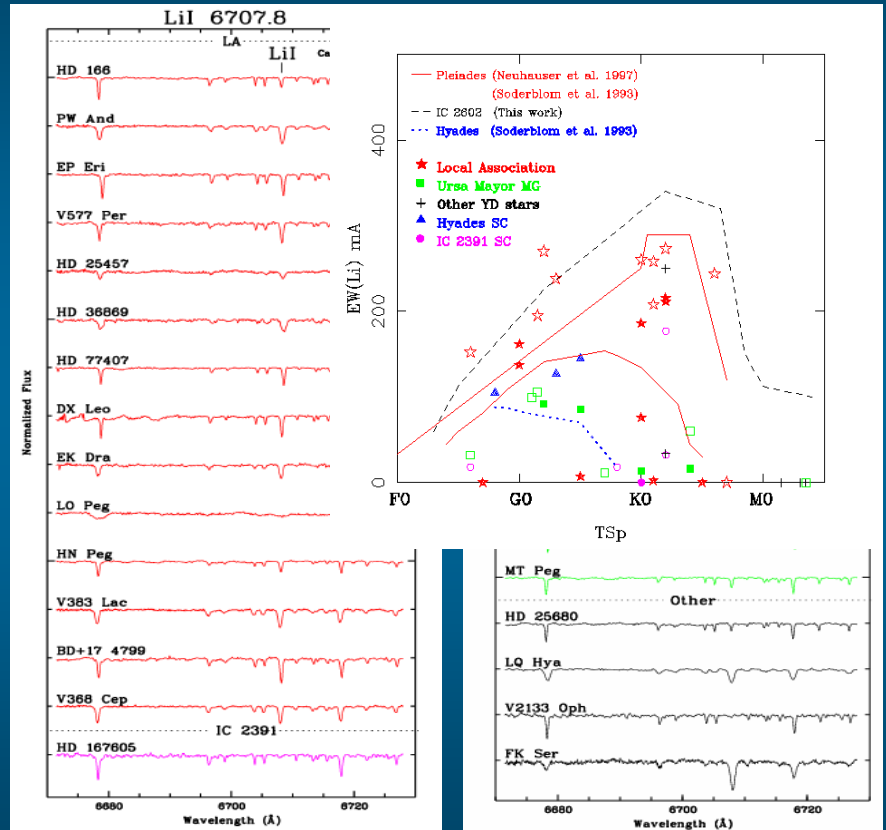 LiI 6707.8
LA
LiI
Ca
HD 166
PW And
EP Eri
V577 Per
HD 25457
HD 36869
HD 77407
DX Leo
EK Dra
LO Peg
HN Peg
V383 Lac
BD+17 4799
V368 Cep
IC 2391
HD 167605
Normalized Flux
6680 6700 6720
Wavelength (Å)
Pleiades (Neuhauser et al. 1997)
(Soderblom et al. 1993)
IC 2602 (This work)
Hyades (Soderblom et al. 1993)
Local Association
Ursa Mayor MG
Other YD stars
Hyades SC
IC 2391 SC
EW(Li) mA
400
200
0
F0 G0 K0 M0
TSp
MT Peg
Other
HD 25680
LQ Hya
V2133 Oph
FK Ser
6680 6700 6720
Wavelength (Å)